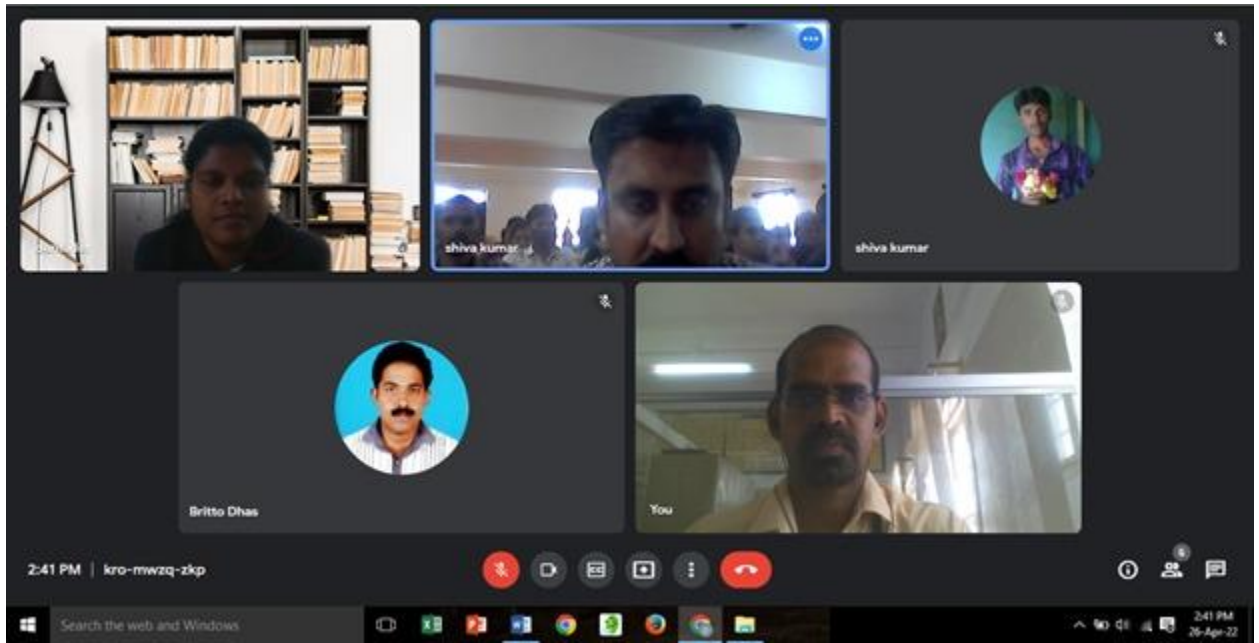 shiva kumar
shiva kumar
Britto Dhas
You
2:41 PM | kro-mwzq-zkp
Search the web and Windows
2:41 PM
26-Apr-22